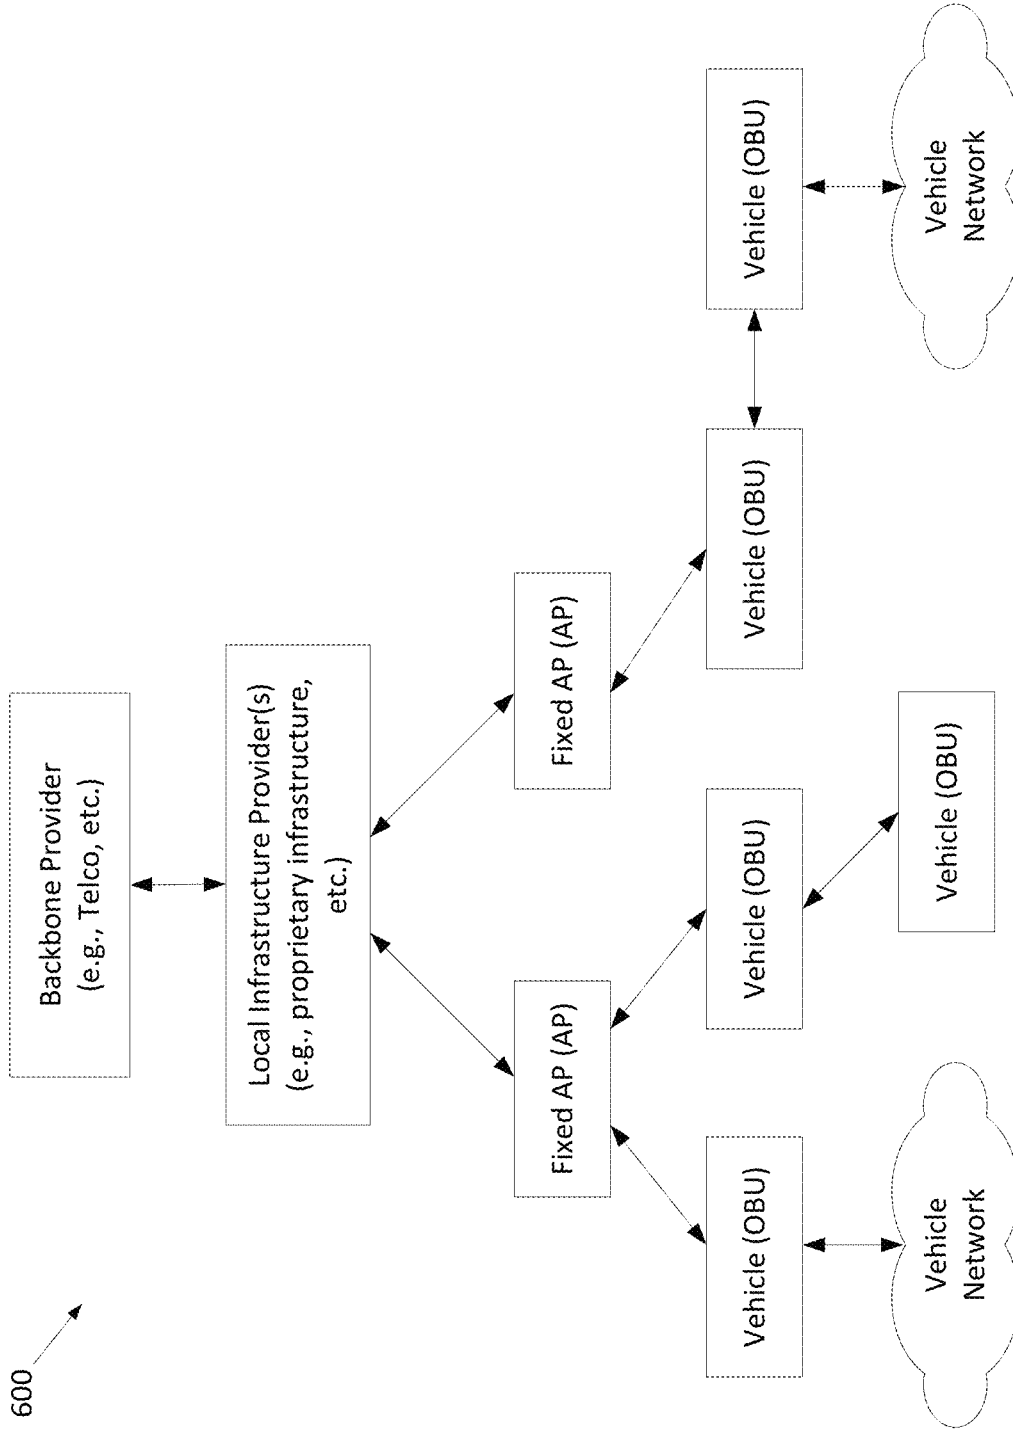 600
Backbone Provider
(e.g., Telco, etc.)
Local Infrastructure Provider(s)
(e.g., proprietary infrastructure,
etc.)
Fixed AP (AP)
Fixed AP (AP)
Vehicle (OBU)
Vehicle (OBU)
Vehicle (OBU)
Vehicle (OBU)
Vehicle
Network
Vehicle (OBU)
Vehicle
Network